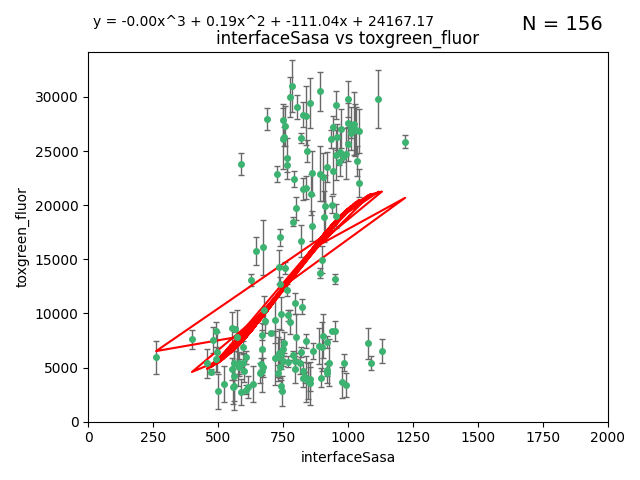 y = -0.00x^3 + 0.19x^2 + -111.04x + 24167.17
N = 156
interfaceSasa vs toxgreen_fluor
30000
25000
20000
15000
10000
5000
0
toxgreen_fluor
0 250 500 750 1000 1250 1500 1750 2000
interfaceSasa